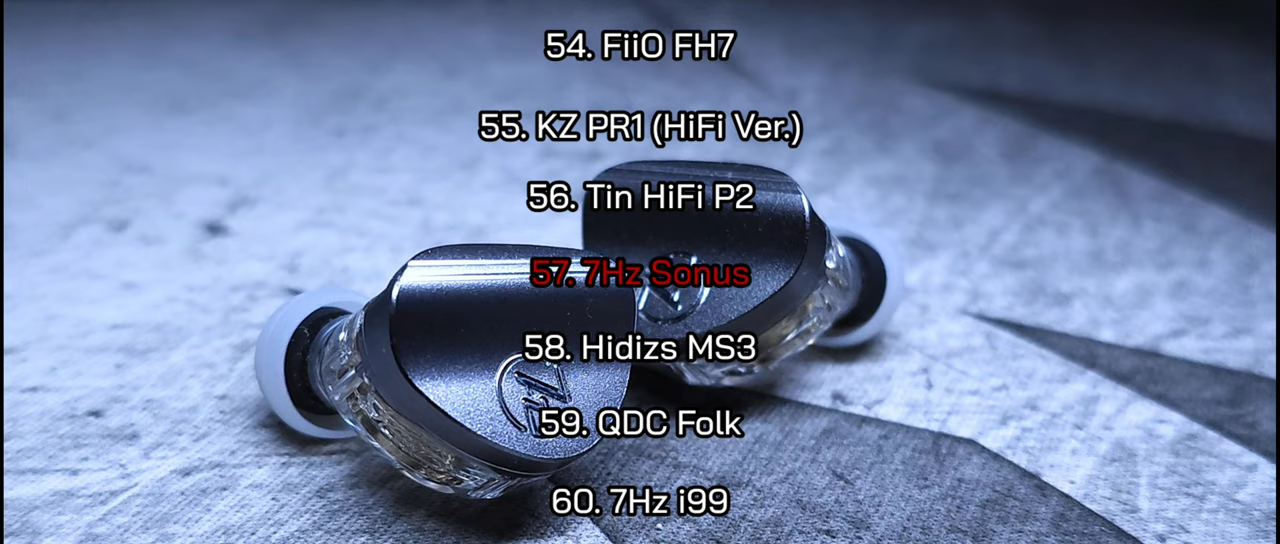 54. FiiO FH7
55. KZ PR1 (HiFi Ver.)
56. Tin HiFi P2
57. 7Hz Sonus
58. Hidizs MS3
59. QDC Folk
60. 7Hz i99
7Hz